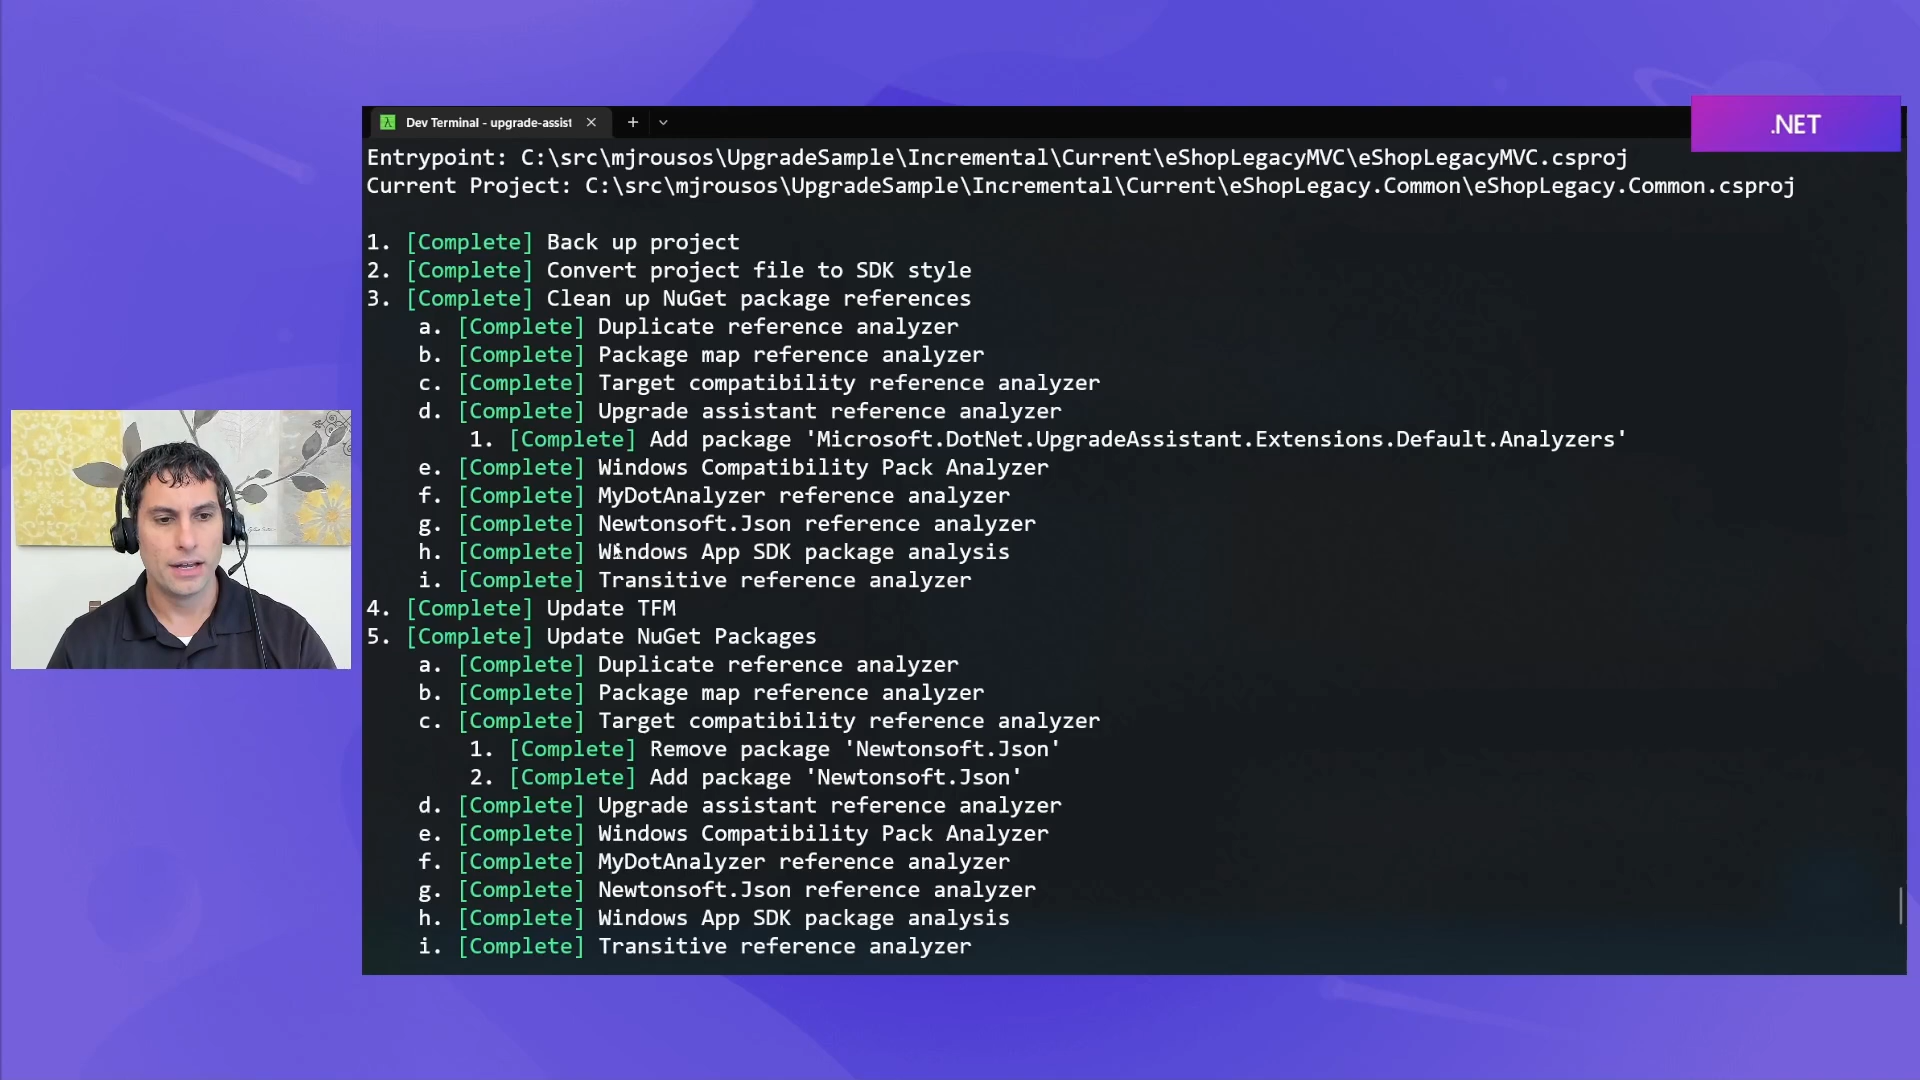 Dev Terminal - upgrade-assist
.NET
Entrypoint: C:\src\mjrousos\UpgradeSample\Incremental\Current\eShopLegacyMVC\eShopLegacyMVC.csproj
Current Project: C:\src\mjrousos\UpgradeSample\Incremental\Current\eShopLegacy.Common\eShopLegacy.Common.csproj
1. [Complete] Back up project
2. [Complete] Convert project file to SDK style
3. [Complete] Clean up NuGet package references
a. [Complete] Duplicate reference analyzer
b. [Complete] Package map reference analyzer
c. [Complete] Target compatibility reference analyzer
d. [Complete] Upgrade assistant reference analyzer
1. [Complete] Add package 'Microsoft.DotNet.UpgradeAssistant.Extensions.Default.Analyzers'
e. [Complete] Windows Compatibility Pack Analyzer
f. [Complete] MyDotAnalyzer reference analyzer
g. [Complete] Newtonsoft.Json reference analyzer
h. [Complete] Windows App SDK package analysis
i. [Complete] Transitive reference analyzer
4. [Complete] Update TFM
5. [Complete] Update NuGet Packages
a. [Complete] Duplicate reference analyzer
b. [Complete] Package map reference analyzer
c. [Complete] Target compatibility reference analyzer
1. [Complete] Remove package 'Newtonsoft.Json'
2. [Complete] Add package 'Newtonsoft.Json'
d. [Complete] Upgrade assistant reference analyzer
e. [Complete] Windows Compatibility Pack Analyzer
f. [Complete] MyDotAnalyzer reference analyzer
g. [Complete] Newtonsoft.Json reference analyzer
h. [Complete] Windows App SDK package analysis
i. [Complete] Transitive reference analyzer